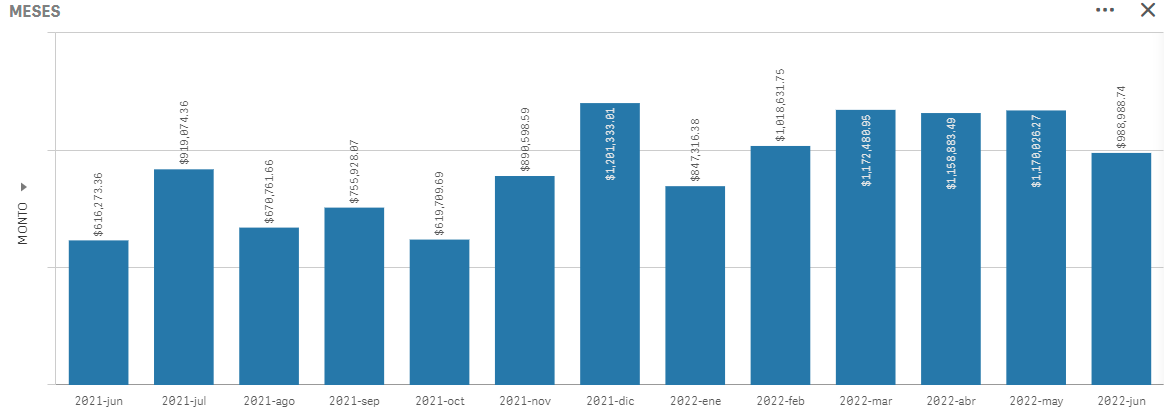 MESES
MONTO
$616,273.36
$919,074.36
$670,761.66
$755,928.07
$619,709.69
$890,598.59
$1,201,333.01
$847,316.38
$1,018,631.75
$1,172,480.95
$1,158,883.49
$1,170,026.27
$988,988.74
2021-jun
2021-jul
2021-ago
2021-sep
2021-oct
2021-nov
2021-dic
2022-ene
2022-feb
2022-mar
2022-abr
2022-may
2022-jun